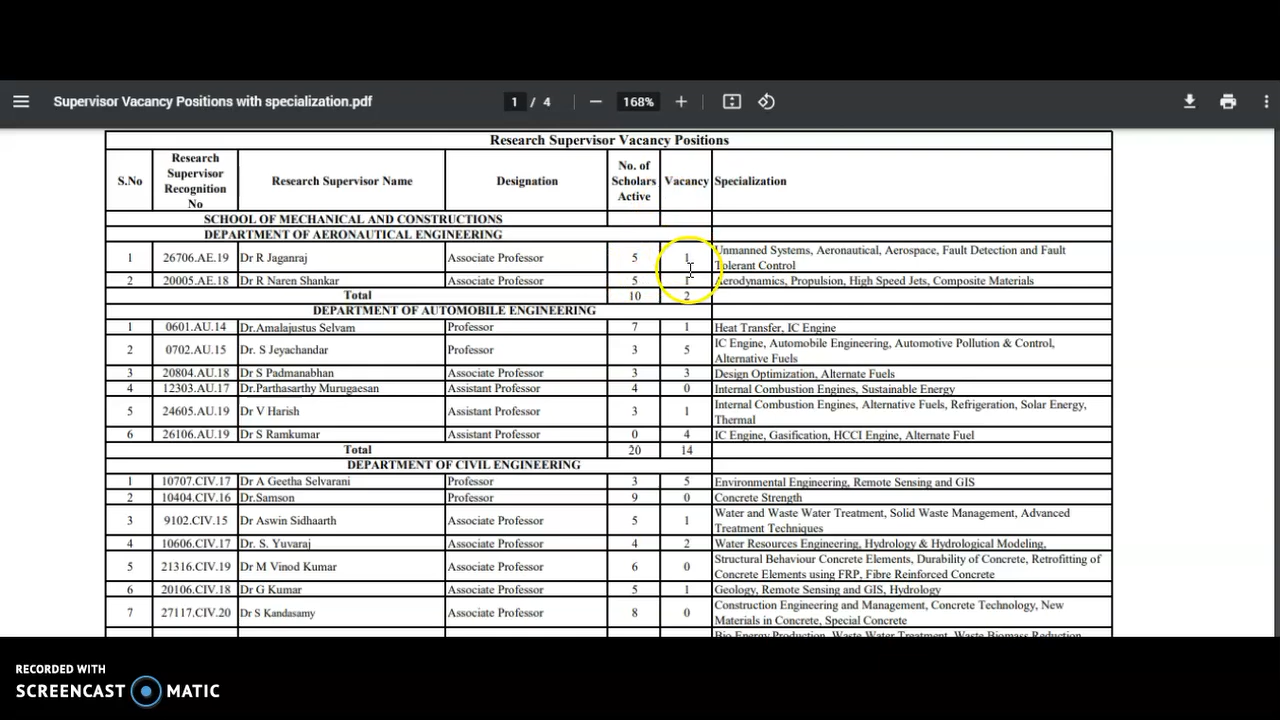 Supervisor Vacancy Positions with specialization.pdf 1 / 4 168%
Research Supervisor Vacancy Positions
S.No Research Supervisor Recognition No Research Supervisor Name Designation No. of Scholars Active Vacancy Specialization
SCHOOL OF MECHANICAL AND CONSTRUCTIONS
DEPARTMENT OF AERONAUTICAL ENGINEERING
1 26706.AE.19 Dr R Jaganraj Associate Professor 5 1 Unmanned Systems, Aeronautical, Aerospace, Fault Detection and Fault
Tolerant Control
2 20005.AE.18 Dr R Naren Shankar Associate Professor 5 1 Aerodynamics, Propulsion, High Speed Jets, Composite Materials
Total 10 2
DEPARTMENT OF AUTOMOBILE ENGINEERING
1 0601.AU.14 Dr.Amalajustus Selvam Professor 7 1 Heat Transfer, IC Engine
2 0702.AU.15 Dr. S Jeyachandar Professor 3 5 IC Engine, Automobile Engineering, Automotive Pollution & Control,
Alternative Fuels
3 20804.AU.18 Dr S Padmanabhan Associate Professor 3 3 Design Optimization, Alternate Fuels
4 12303.AU.17 Dr.Parthasarthy Murugaesan Assistant Professor 4 0 Internal Combustion Engines, Sustainable Energy
5 24605.AU.19 Dr V Harish Assistant Professor 3 1 Internal Combustion Engines, Alternative Fuels, Refrigeration, Solar Energy,
Thermal
6 26106.AU.19 Dr S Ramkumar Assistant Professor 0 4 IC Engine, Gasification, HCCI Engine, Alternate Fuel
Total 20 14
DEPARTMENT OF CIVIL ENGINEERING
1 10707.CIV.17 Dr A Geetha Selvarani Professor 3 5 Environmental Engineering, Remote Sensing and GIS
2 10404.CIV.16 Dr.Samson Professor 9 0 Concrete Strength
3 9102.CIV.15 Dr Aswin Sidhaarth Associate Professor 5 1 Water and Waste Water Treatment, Solid Waste Management, Advanced
Treatment Techniques
4 10606.CIV.17 Dr. S. Yuvaraj Associate Professor 4 2 Water Resources Engineering, Hydrology & Hydrological Modeling,
5 21316.CIV.19 Dr M Vinod Kumar Associate Professor 6 0 Structural Behaviour Concrete Elements, Durability of Concrete, Retrofitting of
Concrete Elements using FRP, Fibre Reinforced Concrete
6 20106.CIV.18 Dr G Kumar Associate Professor 5 1 Geology, Remote Sensing and GIS, Hydrology
7 27117.CIV.20 Dr S Kandasamy Associate Professor 8 0 Construction Engineering and Management, Concrete Technology, New
Materials in Concrete, Special Concrete
Bio Energy Production, Waste Water Treatment, Waste Biomass Reduction
RECORDED WITH
SCREENCAST MATIC